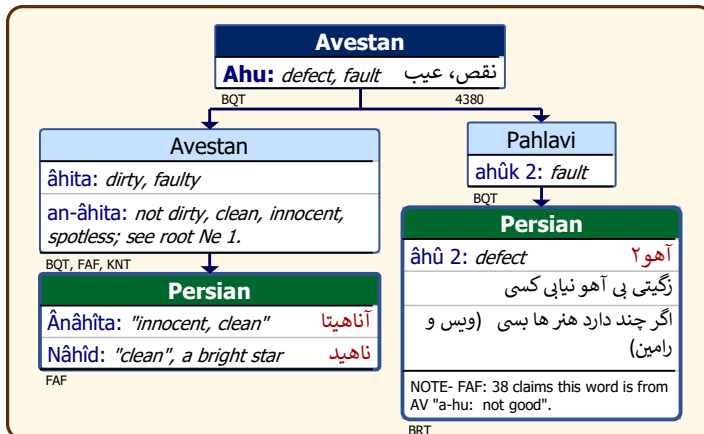 Avestan
Ahu: defect, fault نقص، عیب
BQT 4380
Avestan
âhita: dirty, faulty
an-âhita: not dirty, clean, innocent,
spotless; see root Ne 1.
BQT, FAF, KNT
Persian
Ânâhîta: "innocent, clean" آناهیتا
Nâhîd: "clean", a bright star ناهید
FAF
Pahlavi
ahûk 2: fault
BQT
Persian
âhû 2: defect آهو۲
زگیتی بی آهو نیابی کسی
اگر چند دارد هنر ها بسی (ویس و
رامین)
NOTE- FAF: 38 claims this word is from
AV "a-hu: not good".
BRT